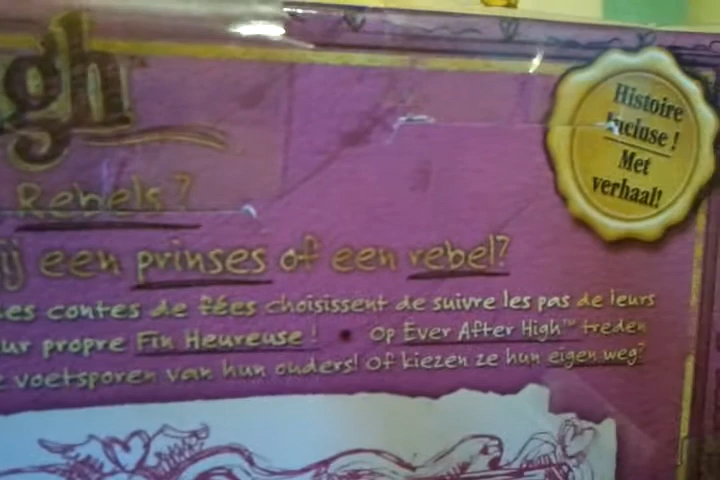 gh
Histoire
incluse !
Met
verhaal!
Rebels?
ij een prinses of een rebel?
es contes de fées choisissent de suivre les pas de leurs
ur propre Fin Heureuse ! • Op Ever After High™ treden
voetsporen van hun ouders! Of kiezen ze hun eigen weg?